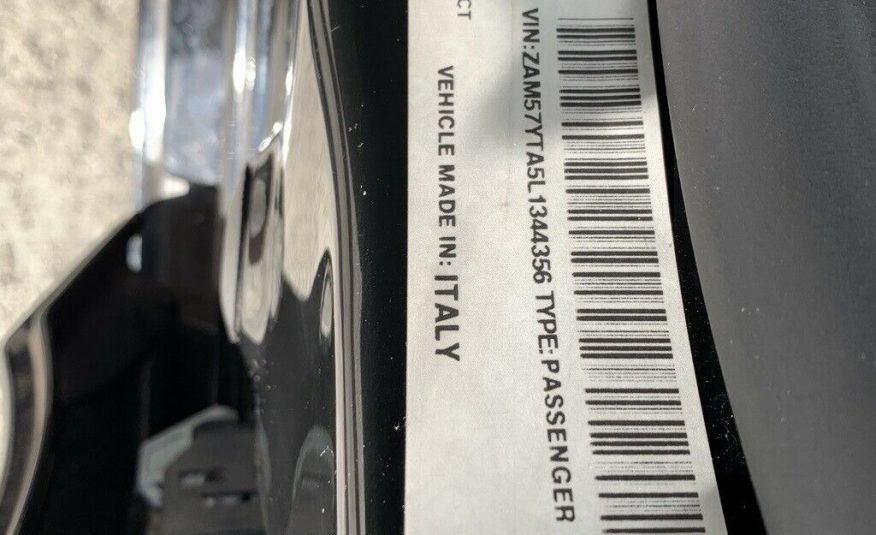 VIN:ZAM57YTA5L1344356 TYPE: PASSENGER
VEHICLE MADE IN: ITALY